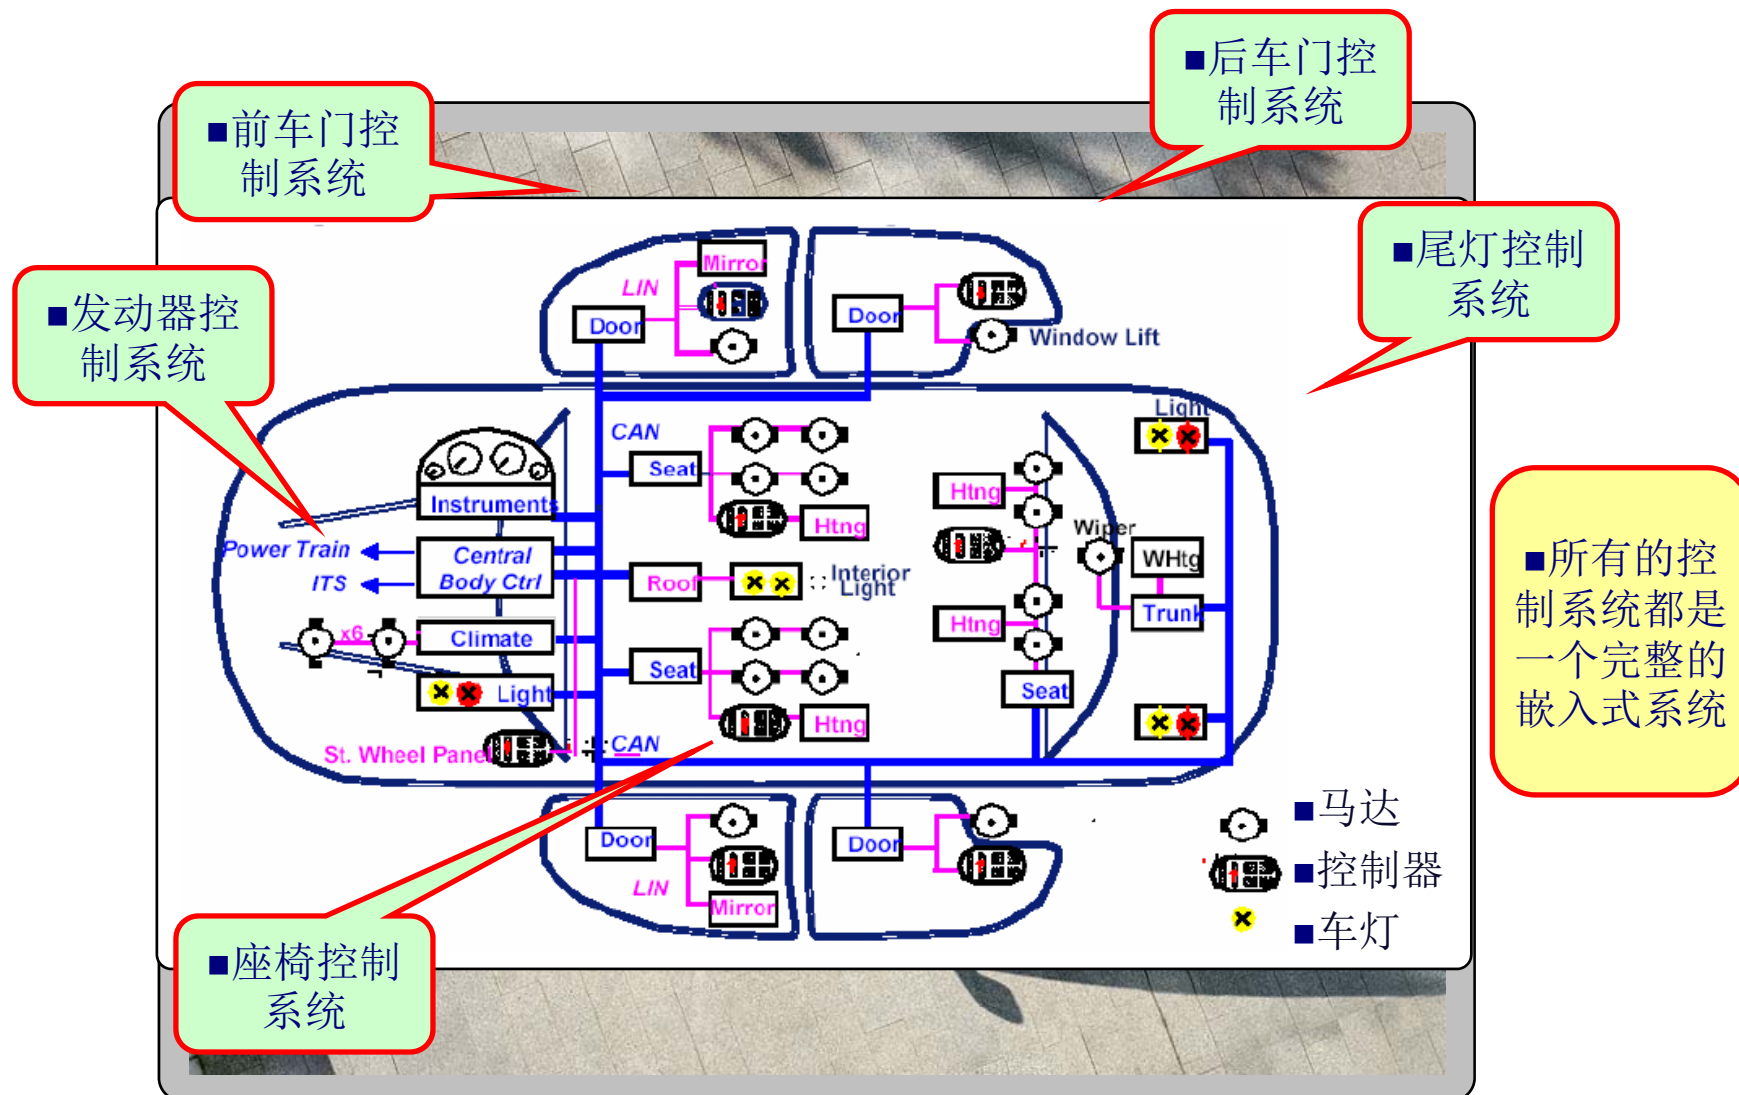 ■后车门控
制系统
■前车门控
制系统
■尾灯控制
系统
■发动器控
制系统
Mirror
LIN
Door
Door
Window Lift
Light
CAN
Seat
Instruments
Htng
Htng
Wiper
Power Train
Central
Body Ctrl
ITS
Roof
Interior
Light
WHtg
Trunk
x6
Climate
Htng
Seat
Light
Seat
Htng
St. Wheel Panel
CAN
■所有的控
制系统都是
一个完整的
嵌入式系统
Door
Door
LIN
Mirror
■马达
■控制器
■车灯
■座椅控制
系统